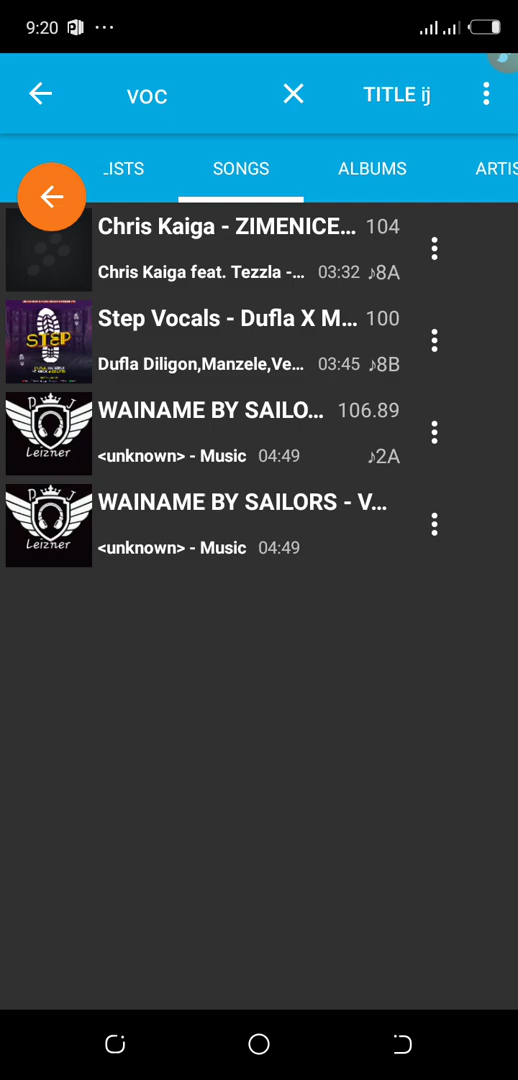 9:20
voc TITLE
LISTS SONGS ALBUMS ARTIS
Chris Kaiga - ZIMENICE... 104
Chris Kaiga feat. Tezzla -... 03:32 ♪8A
Step Vocals - Dufla X M... 100
Dufla Diligon,Manzele,Ve... 03:45 ♪8B
WAINAME BY SAILO... 106.89
<unknown> - Music 04:49 ♪2A
WAINAME BY SAILORS - V...
<unknown> - Music 04:49
STEP
D J
Leizner
D J
Leizner